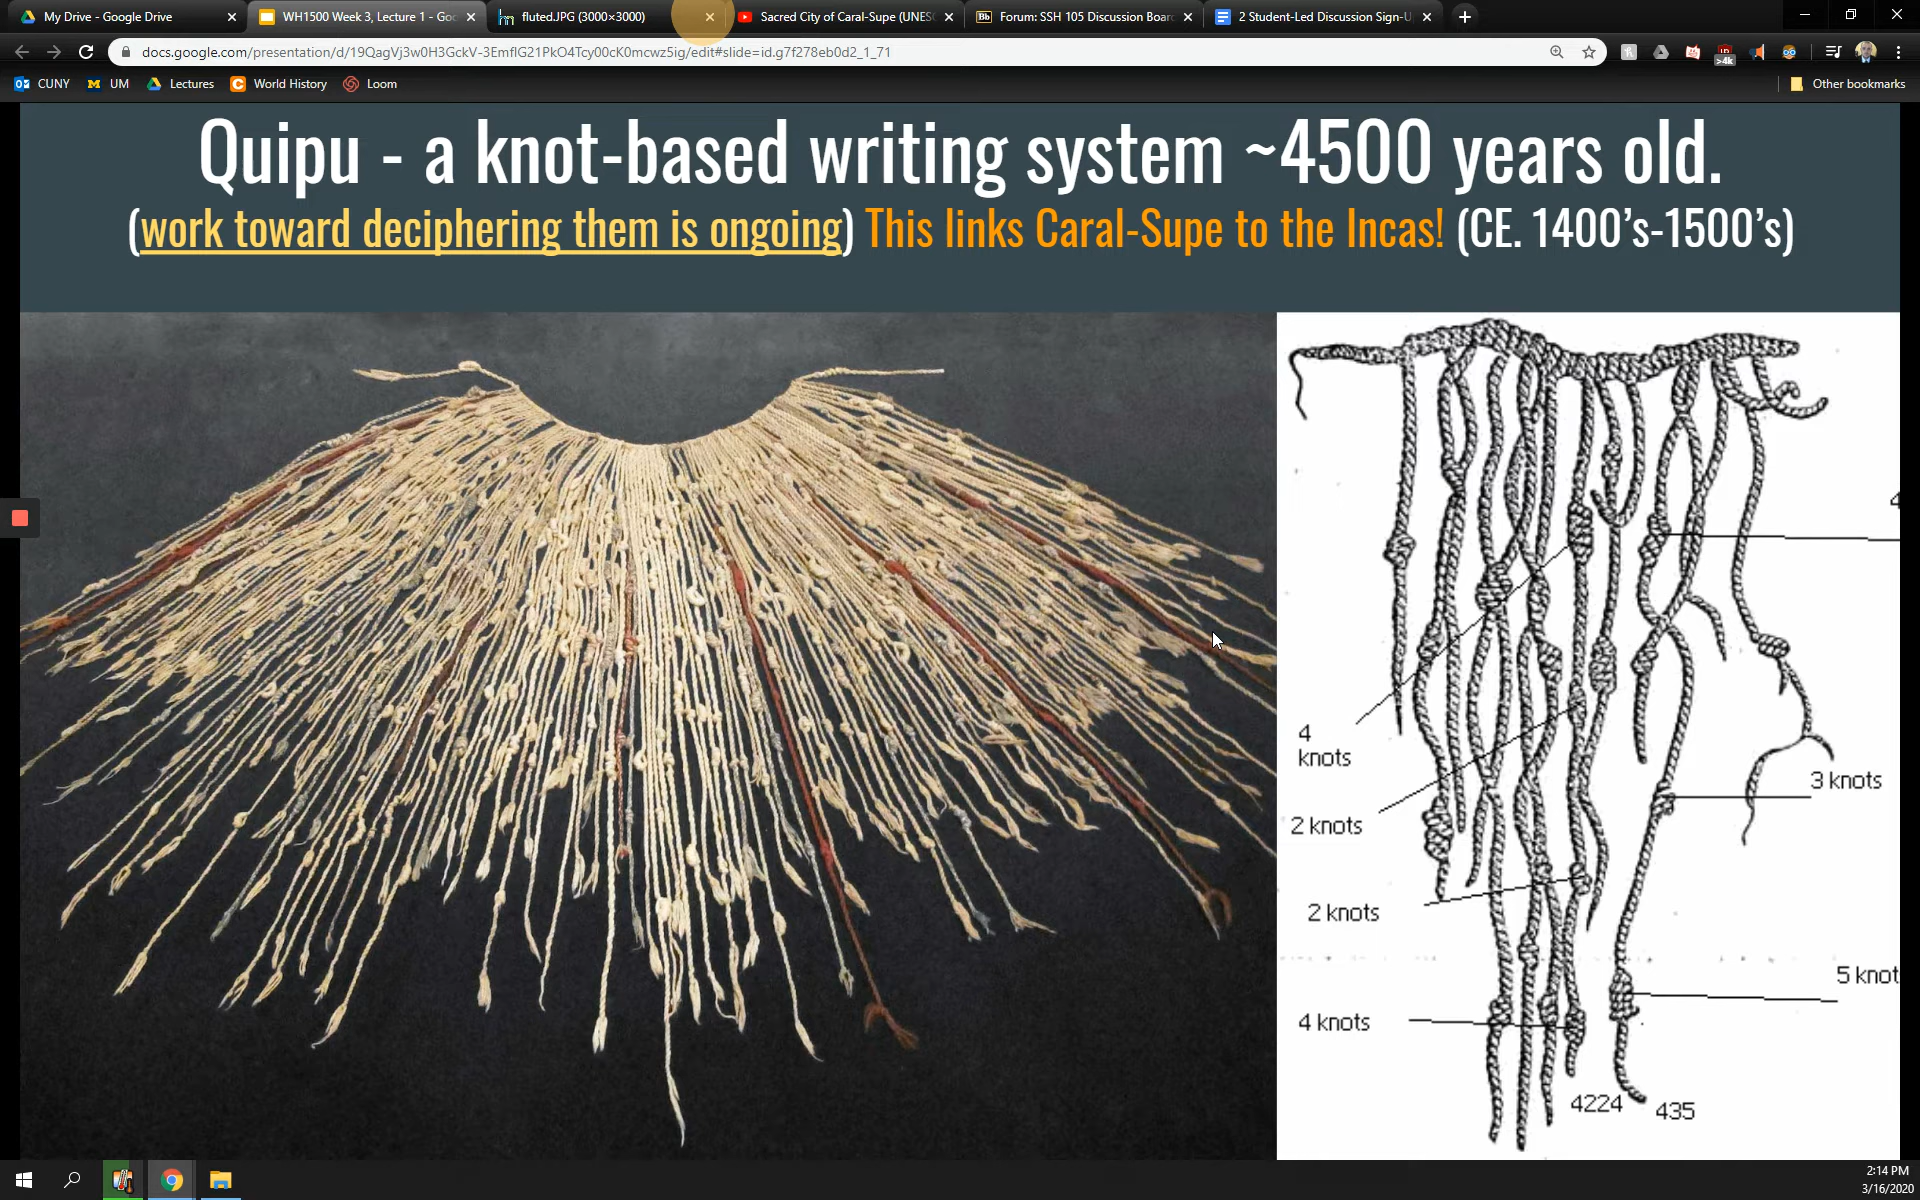 My Drive - Google Drive
WH1500 Week 3, Lecture 1 - Goo
fluted.JPG (3000×3000)
Sacred City of Caral-Supe (UNESC
Forum: SSH 105 Discussion Board
2 Student-Led Discussion Sign-U
docs.google.com/presentation/d/19QagVj3w0H3GckV-3EmflG21PkO4Tcy00cK0mcwz5ig/edit#slide=id.g7f278eb0d2_1_71
>4k
CUNY
UM
Lectures
World History
Loom
Other bookmarks
Quipu - a knot-based writing system ~4500 years old.
(work toward deciphering them is ongoing) This links Caral-Supe to the Incas! (CE. 1400's-1500's)
4
4
knots
3 knots
2 knots
2 knots
5 knot
4 knots
4224
435
2:14 PM
3/16/2020